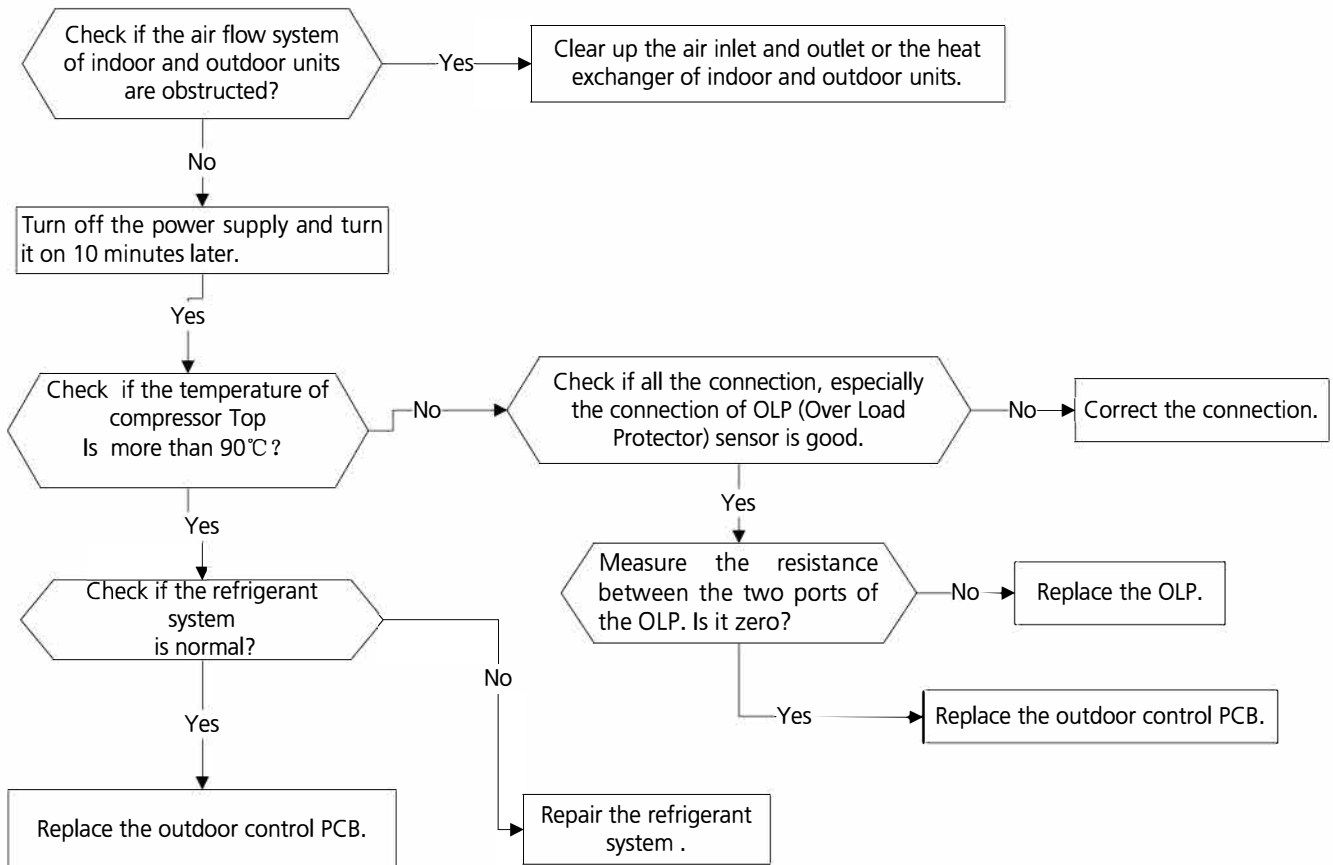 Check if the air flow system
of indoor and outdoor units
are obstructed?
Yes
Clear up the air inlet and outlet or the heat
exchanger of indoor and outdoor units.
No
Turn off the power supply and turn
it on 10 minutes later.
Yes
Check if the temperature of
compressor Top
Is more than 90℃?
No
Check if all the connection, especially
the connection of OLP (Over Load
Protector) sensor is good.
No
Correct the connection.
Yes
Yes
Measure the resistance
between the two ports of
the OLP. Is it zero?
No
Replace the OLP.
Check if the refrigerant
system
is normal?
No
Yes
Yes
Replace the outdoor control PCB.
Replace the outdoor control PCB.
Repair the refrigerant
system .